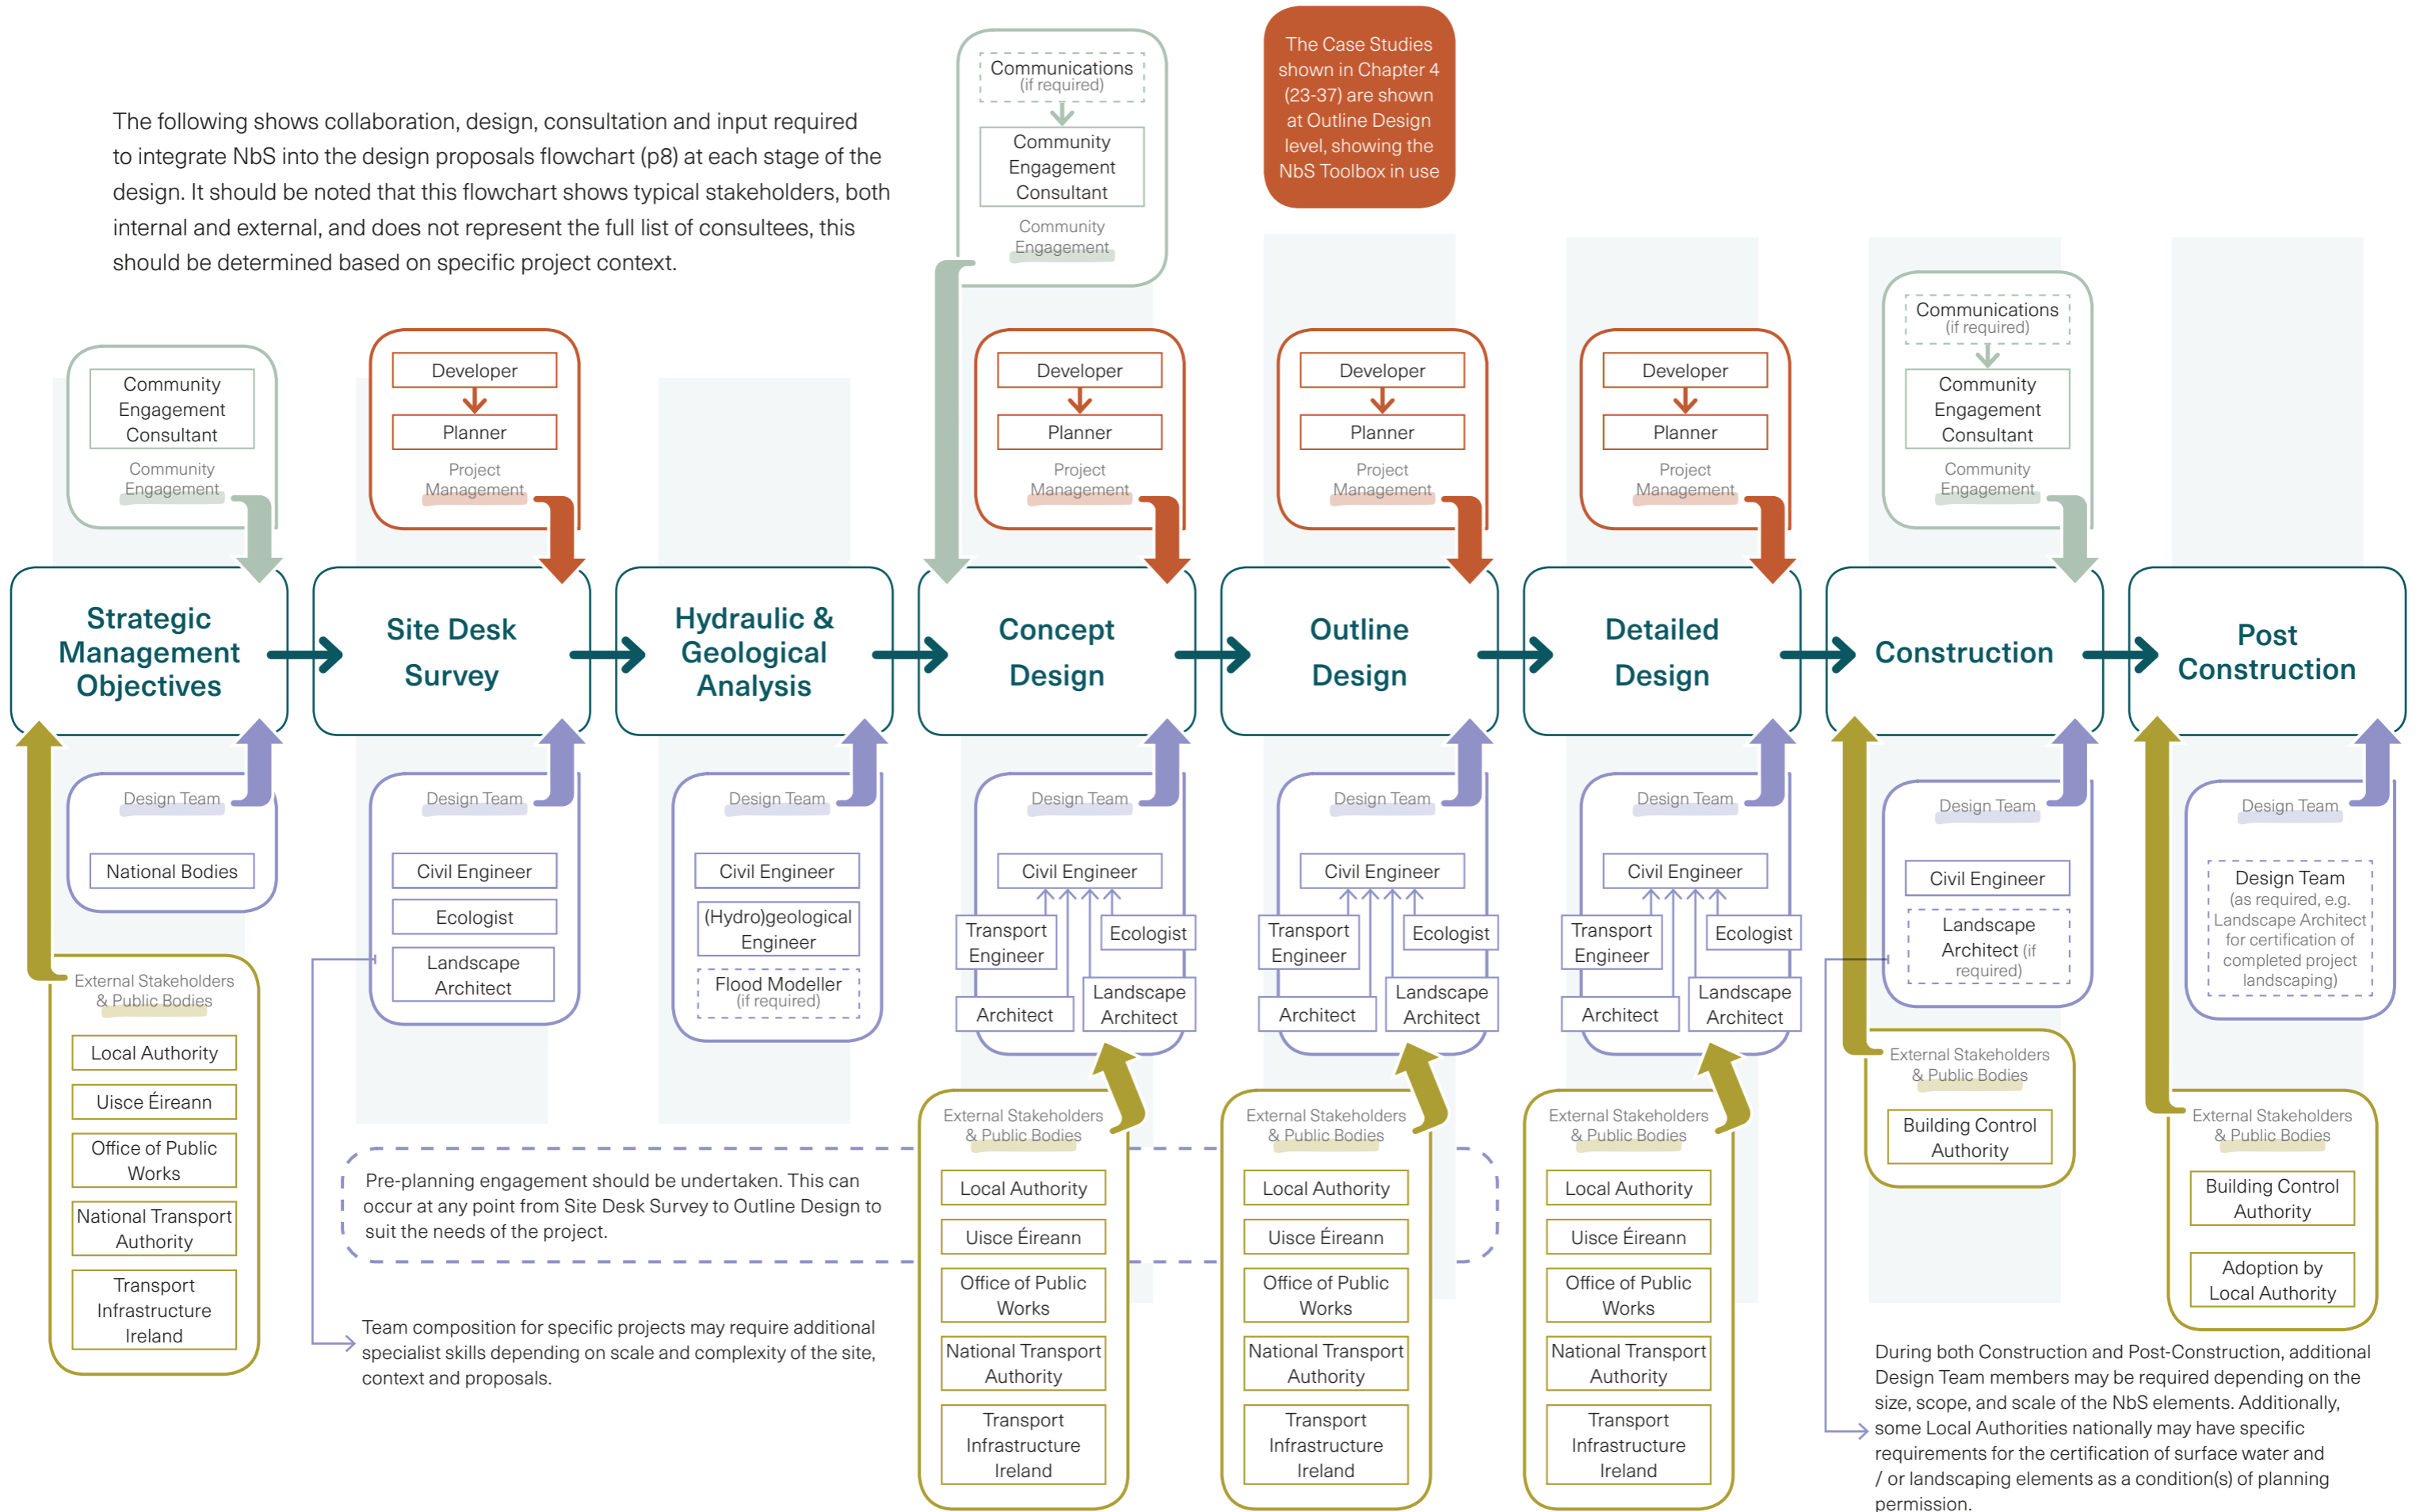 The following shows collaboration, design, consultation and input required
to integrate NbS into the design proposals flowchart (p8) at each stage of the
design. It should be noted that this flowchart shows typical stakeholders, both
internal and external, and does not represent the full list of consultees, this
should be determined based on specific project context.
Communications
(if required)
Community
Engagement
Consultant
Community
Engagement
The Case Studies
shown in Chapter 4
(23-37) are shown
at Outline Design
level, showing the
NbS Toolbox in use
Community
Engagement
Consultant
Community
Engagement
Developer
Planner
Project
Management
Developer
Planner
Project
Management
Developer
Planner
Project
Management
Developer
Planner
Project
Management
Communications
(if required)
Community
Engagement
Consultant
Community
Engagement
Strategic
Management
Objectives
Site Desk
Survey
Hydraulic &
Geological
Analysis
Concept
Design
Outline
Design
Detailed
Design
Construction
Post
Construction
Design Team
National Bodies
External Stakeholders
& Public Bodies
Local Authority
Uisce Éireann
Office of Public
Works
National Transport
Authority
Transport
Infrastructure
Ireland
Design Team
Civil Engineer
Ecologist
Landscape
Architect
Design Team
Civil Engineer
(Hydro)geological
Engineer
Flood Modeller
(if required)
Pre-planning engagement should be undertaken. This can
occur at any point from Site Desk Survey to Outline Design to
suit the needs of the project.
Team composition for specific projects may require additional
specialist skills depending on scale and complexity of the site,
context and proposals.
Design Team
Civil Engineer
Transport
Engineer
Ecologist
Architect
Landscape
Architect
External Stakeholders
& Public Bodies
Local Authority
Uisce Éireann
Office of Public
Works
National Transport
Authority
Transport
Infrastructure
Ireland
Design Team
Civil Engineer
Transport
Engineer
Ecologist
Architect
Landscape
Architect
External Stakeholders
& Public Bodies
Local Authority
Uisce Éireann
Office of Public
Works
National Transport
Authority
Transport
Infrastructure
Ireland
Design Team
Civil Engineer
Transport
Engineer
Ecologist
Architect
Landscape
Architect
External Stakeholders
& Public Bodies
Local Authority
Uisce Éireann
Office of Public
Works
National Transport
Authority
Transport
Infrastructure
Ireland
Design Team
Civil Engineer
Landscape
Architect (if
required)
External Stakeholders
& Public Bodies
Building Control
Authority
Design Team
Design Team
(as required, e.g.
Landscape Architect
for certification of
completed project
landscaping)
External Stakeholders
& Public Bodies
Building Control
Authority
Adoption by
Local Authority
During both Construction and Post-Construction, additional
Design Team members may be required depending on the
size, scope, and scale of the NbS elements. Additionally,
some Local Authorities nationally may have specific
requirements for the certification of surface water and
/ or landscaping elements as a condition(s) of planning
permission.